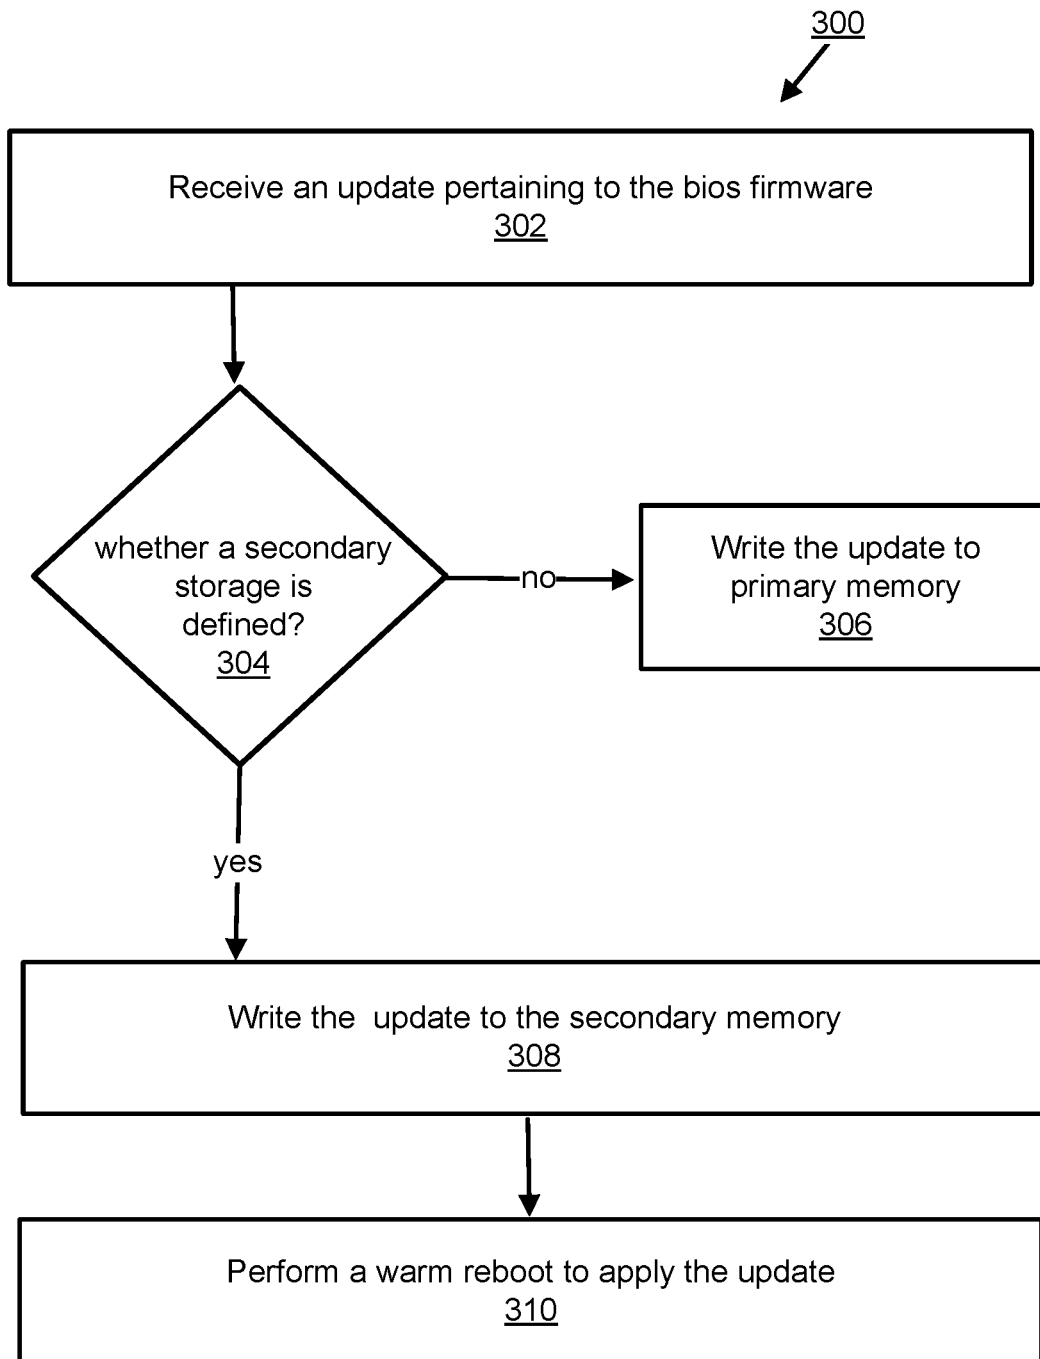 300
Receive an update pertaining to the bios firmware
302
whether a secondary
storage is
defined?
304
no
Write the update to
primary memory
306
yes
Write the  update to the secondary memory
308
Perform a warm reboot to apply the update
310